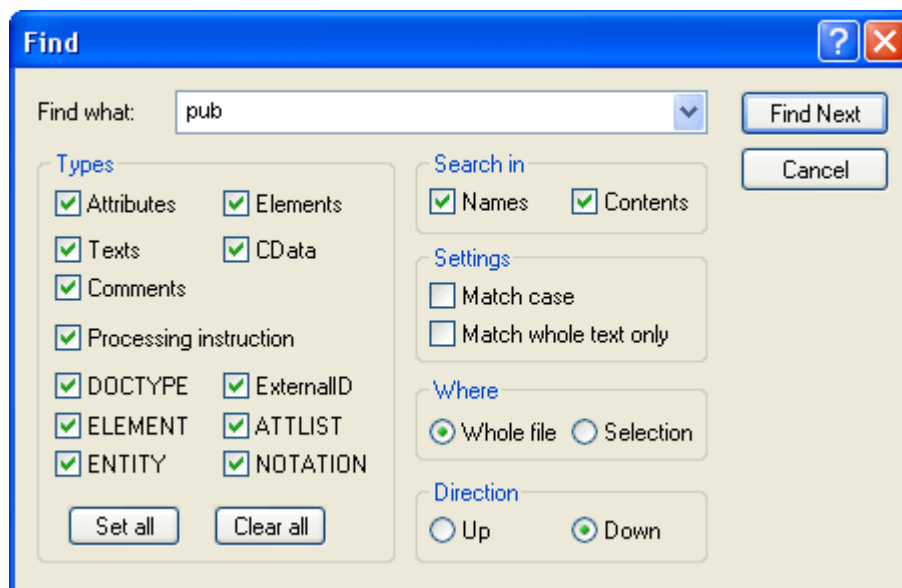 Find
Find what: pub
Find Next
Cancel
Types
Attributes Elements
Texts CData
Comments
Processing instruction
DOCTYPE ExternalID
ELEMENT ATTLIST
ENTITY NOTATION
Set all Clear all
Search in
Names Contents
Settings
Match case
Match whole text only
Where
Whole file Selection
Direction
Up Down